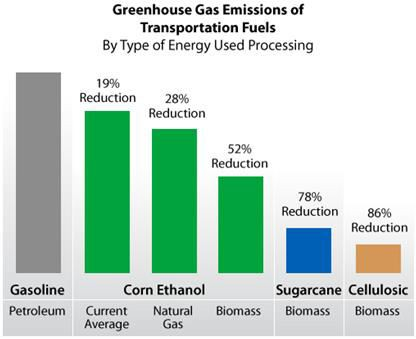 Greenhouse Gas Emissions of
Transportation Fuels
By Type of Energy Used Processing
19%
Reduction
28%
Reduction
52%
Reduction
78%
Reduction
86%
Reduction
Gasoline
Corn Ethanol
Sugarcane
Cellulosic
Petroleum
Current
Average
Natural
Gas
Biomass
Biomass
Biomass